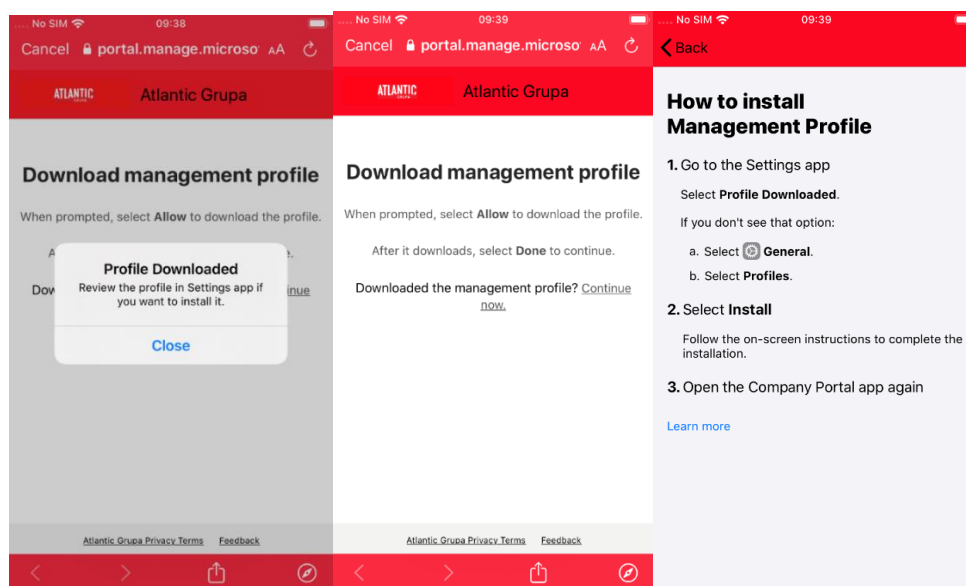 .... No SIM 09:38
Cancel portal.manage.microso AA
ATLANTIC
GRUPA
Atlantic Grupa
Download management profile
When prompted, select Allow to download the profile.
Profile Downloaded
Review the profile in Settings app if
you want to install it.
Close
Atlantic Grupa Privacy Terms Feedback
.... No SIM 09:39
Cancel portal.manage.microso AA
ATLANTIC
GRUPA
Atlantic Grupa
Download management profile
When prompted, select Allow to download the profile.
After it downloads, select Done to continue.
Downloaded the management profile? Continue
now.
Atlantic Grupa Privacy Terms Feedback
.... No SIM 09:39
Back
How to install
Management Profile
1. Go to the Settings app
Select Profile Downloaded.
If you don't see that option:
a. Select General.
b. Select Profiles.
2. Select Install
Follow the on-screen instructions to complete the
installation.
3. Open the Company Portal app again
Learn more